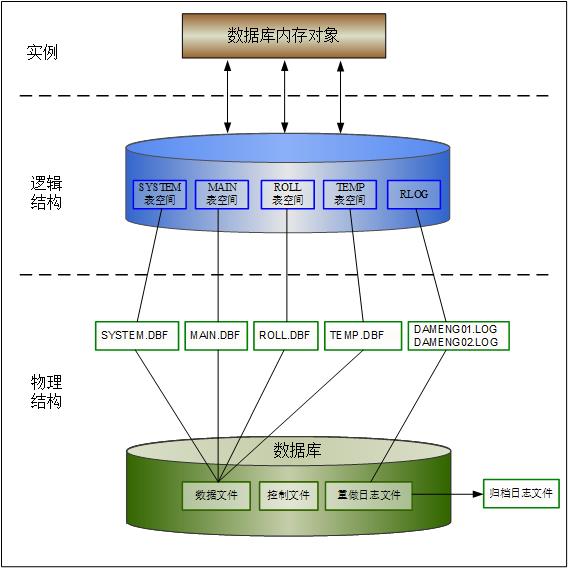 数据库内存对象
实例
逻辑
结构
SYSTEM
表空间
MAIN
表空间
ROLL
表空间
TEMP
表空间
RLOG
SYSTEM.DBF
MAIN.DBF
ROLL.DBF
TEMP.DBF
DAMENG01.LOG
DAMENG02.LOG
物理
结构
数据库
数据文件
控制文件
重做日志文件
归档日志文件